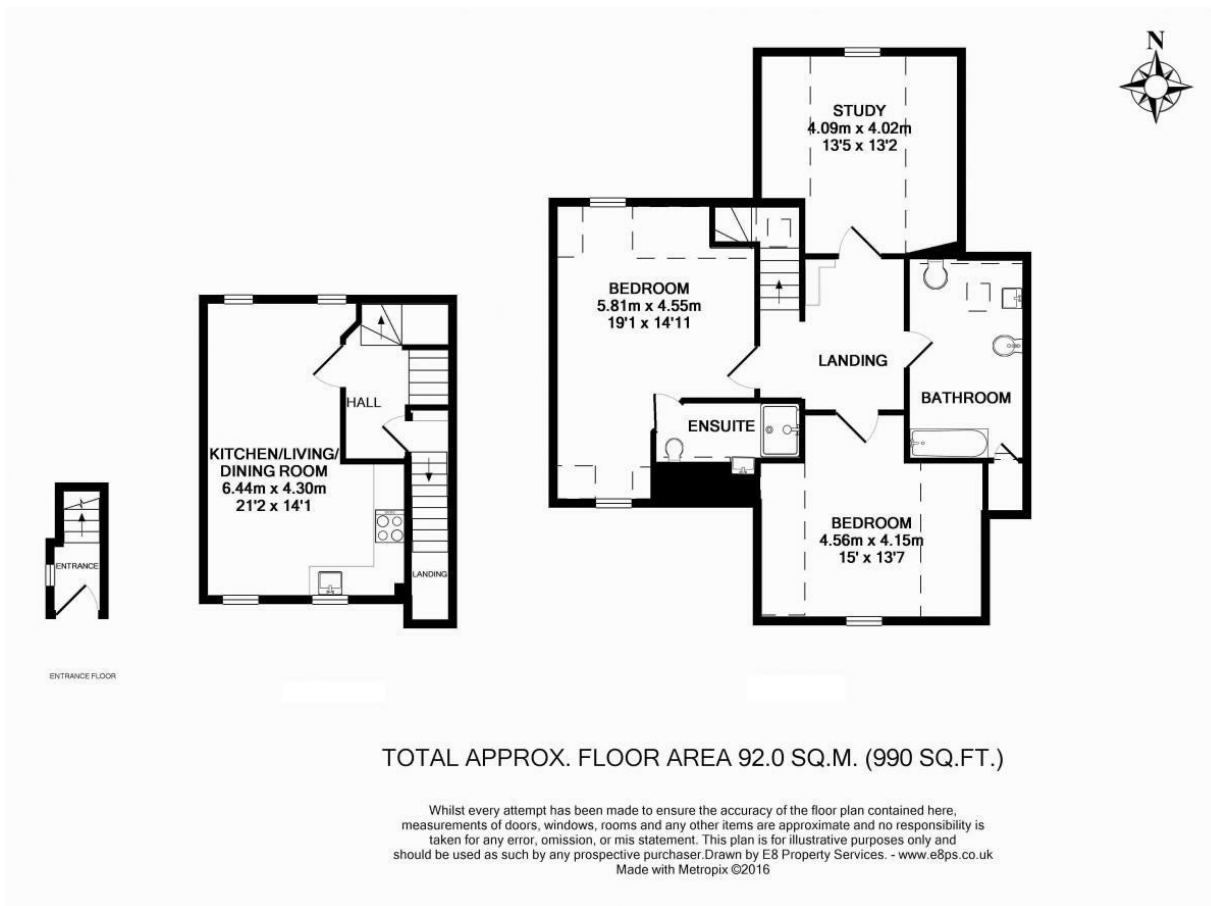 N
STUDY
4.09m x 4.02m
13'5 x 13'2
BEDROOM
5.81m x 4.55m
19'1 x 14'11
LANDING
BATHROOM
ENSUITE
BEDROOM
4.56m x 4.15m
15' x 13'7
HALL
KITCHEN/LIVING/
DINING ROOM
6.44m x 4.30m
21'2 x 14'1
LANDING
ENTRANCE
ENTRANCE FLOOR
TOTAL APPROX. FLOOR AREA 92.0 SQ.M. (990 SQ.FT.)
Whilst every attempt has been made to ensure the accuracy of the floor plan contained here,
measurements of doors, windows, rooms and any other items are approximate and no responsibility is
taken for any error, omission, or mis statement. This plan is for illustrative purposes only and
should be used as such by any prospective purchaser.Drawn by E8 Property Services. - www.e8ps.co.uk
Made with Metropix ©2016